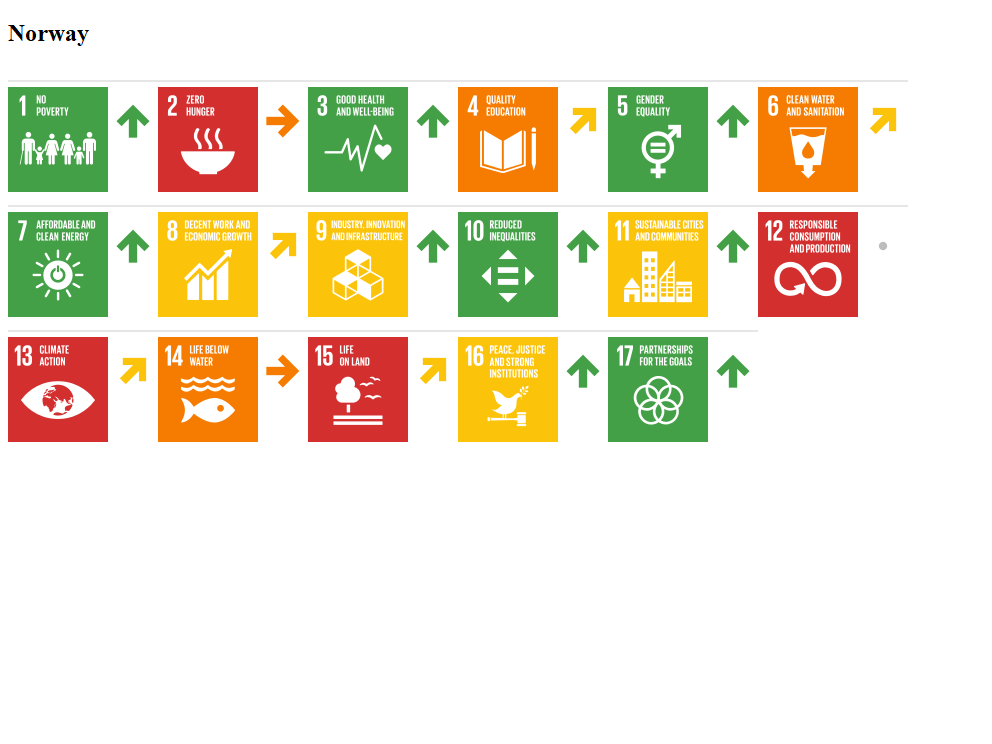 Norway
1 NO
POVERTY
2 ZERO
HUNGER
3 GOOD HEALTH
AND WELL-BEING
4 QUALITY
EDUCATION
5 GENDER
EQUALITY
6 CLEAN WATER
AND SANITATION
7 AFFORDABLE AND
CLEAN ENERGY
8 DECENT WORK AND
ECONOMIC GROWTH
9 INDUSTRY, INNOVATION
AND INFRASTRUCTURE
10 REDUCED
INEQUALITIES
11 SUSTAINABLE CITIES
AND COMMUNITIES
12 RESPONSIBLE
CONSUMPTION
AND PRODUCTION
13 CLIMATE
ACTION
14 LIFE BELOW
WATER
15 LIFE
ON LAND
16 PEACE, JUSTICE
AND STRONG
INSTITUTIONS
17 PARTNERSHIPS
FOR THE GOALS